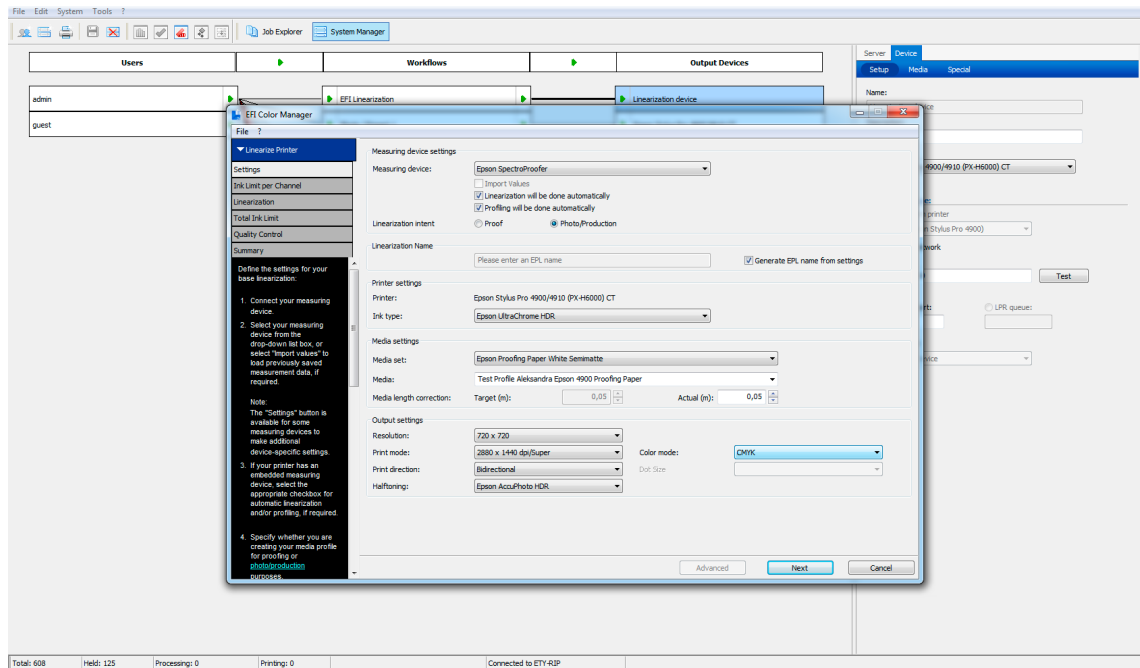 File Edit System Tools ?
Job Explorer System Manager
Users Workflows Output Devices
admin EFI Linearization Linearization device
guest
Server Device
Setup Media Special
Name:
4900/4910 (PX-H6000) CT
printer
n Stylus Pro 4900)
work
Test
rt: LPR queue:
EFI Color Manager
File ?
Linearize Printer
Settings
Ink Limit per Channel
Linearization
Total Ink Limit
Quality Control
Summary
Define the settings for your
base linearization:
1. Connect your measuring
device.
2. Select your measuring
device from the
drop-down list box, or
select "Import values" to
load previously saved
measurement data, if
required.
Note:
The "Settings" button is
available for some
measuring devices to
make additional
device-specific settings.
3. If your printer has an
embedded measuring
device, select the
appropriate checkbox for
automatic linearization
and/or profiling, if required.
4. Specify whether you are
creating your media profile
for proofing or
photo/production
purposes.
Measuring device settings
Measuring device: Epson SpectroProofer
Import Values
Linearization will be done automatically
Profiling will be done automatically
Linearization intent Proof Photo/Production
Linearization Name
Please enter an EPL name Generate EPL name from settings
Printer settings
Printer: Epson Stylus Pro 4900/4910 (PX-H6000) CT
Ink type: Epson UltraChrome HDR
Media settings
Media set: Epson Proofing Paper White Semimatte
Media: Test Profile Aleksandra Epson 4900 Proofing Paper
Media length correction: Target (m): 0,05 Actual (m): 0,05
Output settings
Resolution: 720 x 720
Print mode: 2880 x 1440 dpi/Super Color mode: CMYK
Print direction: Bidirectional Dot Size
Halftoning: Epson AccuPhoto HDR
Advanced Next Cancel
Total: 608 Held: 125 Processing: 0 Printing: 0 Connected to ETY-RIP